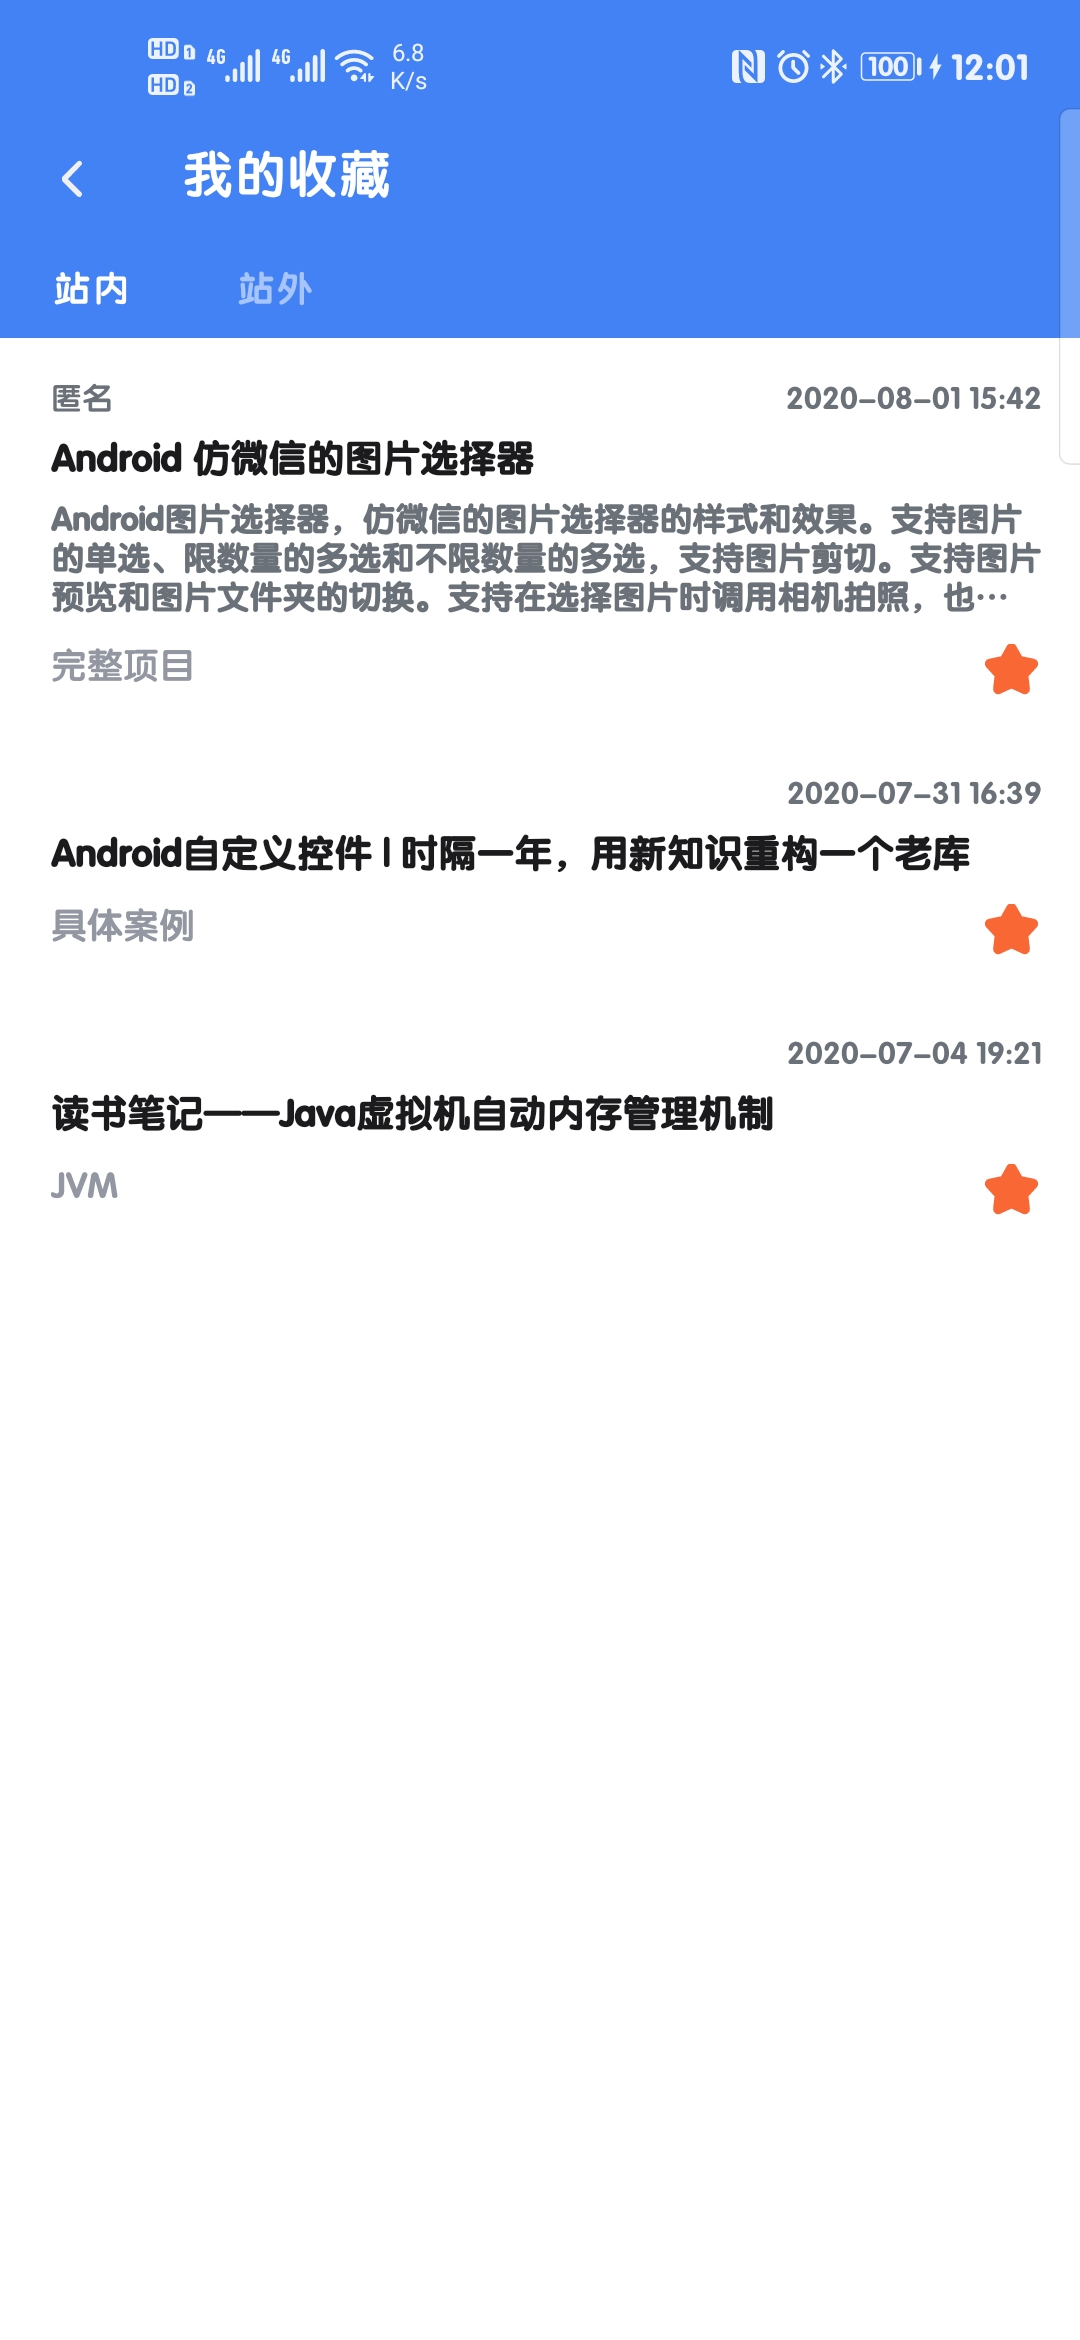 HD 1 4G 4G 6.8 100 12:01
HD 2 K/s
我的收藏
站内 站外
匿名 2020-08-01 15:42
Android 仿微信的图片选择器
Android图片选择器，仿微信的图片选择器的样式和效果。支持图片
的单选、限数量的多选和不限数量的多选，支持图片剪切。支持图片
预览和图片文件夹的切换。支持在选择图片时调用相机拍照，也…
完整项目
2020-07-31 16:39
Android自定义控件 | 时隔一年，用新知识重构一个老库
具体案例
2020-07-04 19:21
读书笔记——Java虚拟机自动内存管理机制
JVM